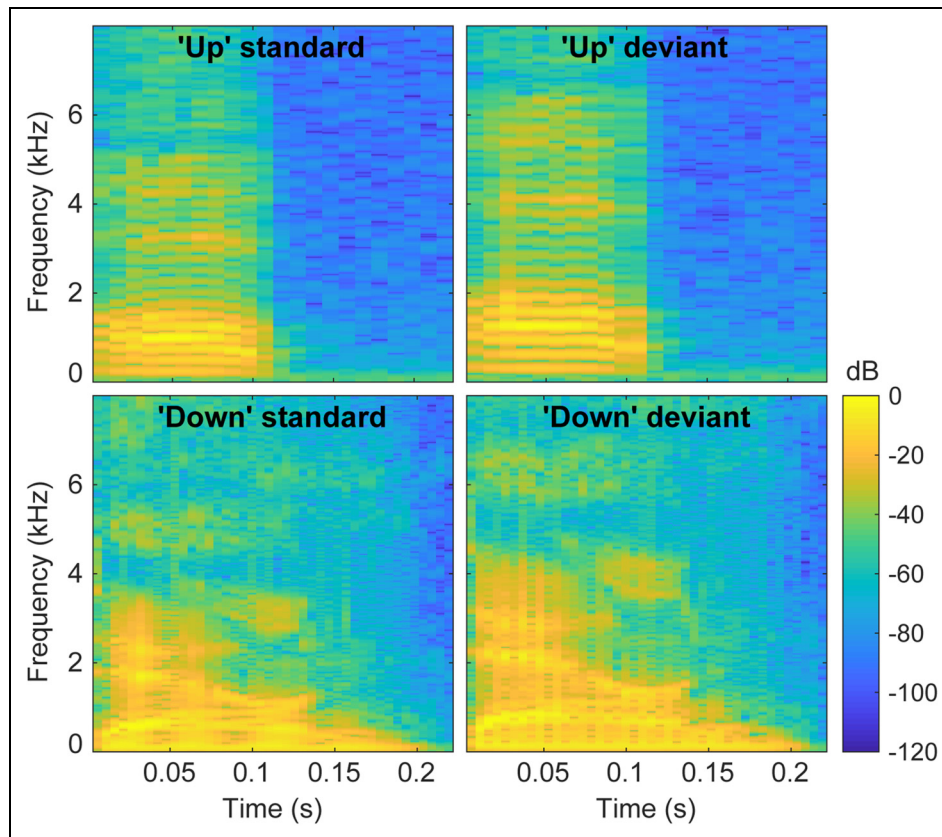 'Up' standard
'Up' deviant
Frequency (kHz)
6
4
2
0
dB
'Down' standard
'Down' deviant
Frequency (kHz)
6
4
2
0
0
-20
-40
-60
-80
-100
-120
0.05 0.1 0.15 0.2
0.05 0.1 0.15 0.2
Time (s)
Time (s)